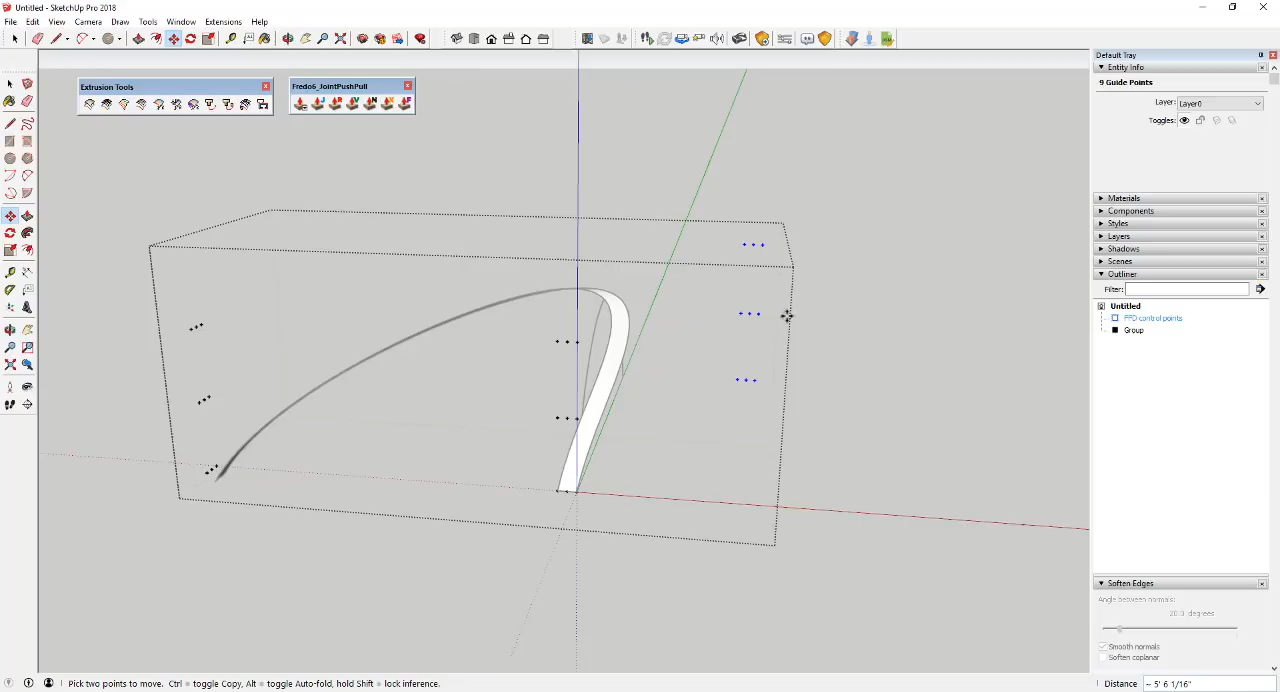 Untitled - SketchUp Pro 2018
File Edit View Camera Draw Tools Window Extensions Help
Extrusion Tools
Fredo6_JointPushPull
J R V N X F
Default Tray
Entity Info
9 Guide Points
Layer: Layer0
Toggles:
Materials
Components
Styles
Layers
Shadows
Scenes
Outliner
Filter:
Untitled
FFD control points
Group
Soften Edges
Angle between normals:
20.0 degrees
Smooth normals
Soften coplanar
Pick two points to move. Ctrl = toggle Copy, Alt = toggle Auto-fold, hold Shift = lock inference.
Distance ~ 5' 6 1/16"